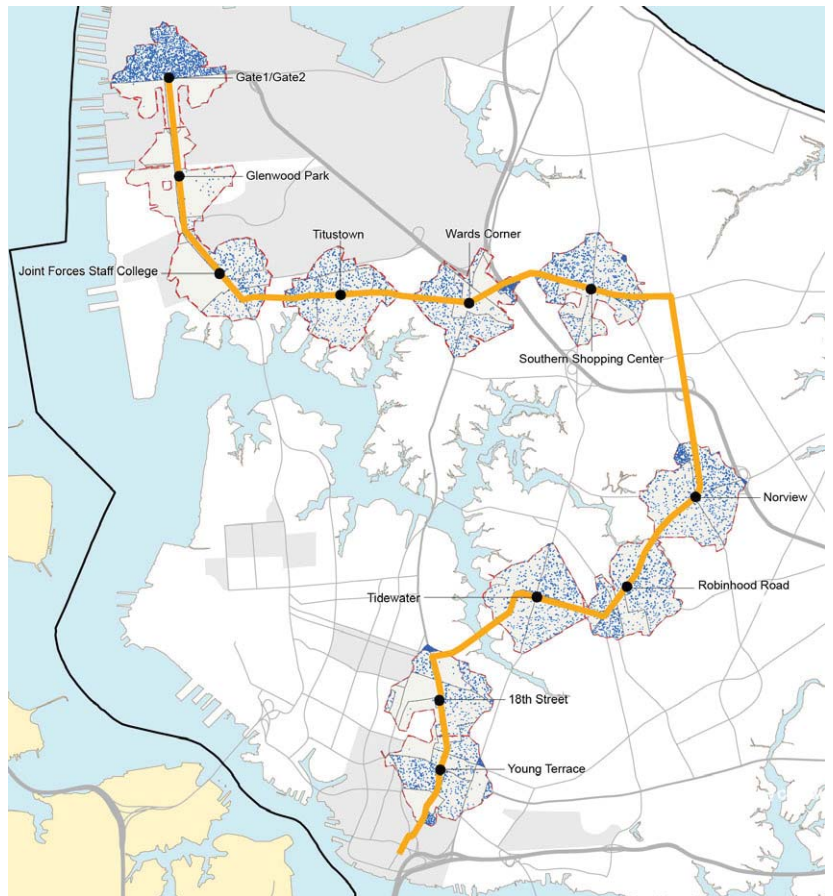 Gate1/Gate2
Glenwood Park
Titustown
Wards Corner
Joint Forces Staff College
Southern Shopping Center
Norview
Robinhood Road
Tidewater
18th Street
Young Terrace